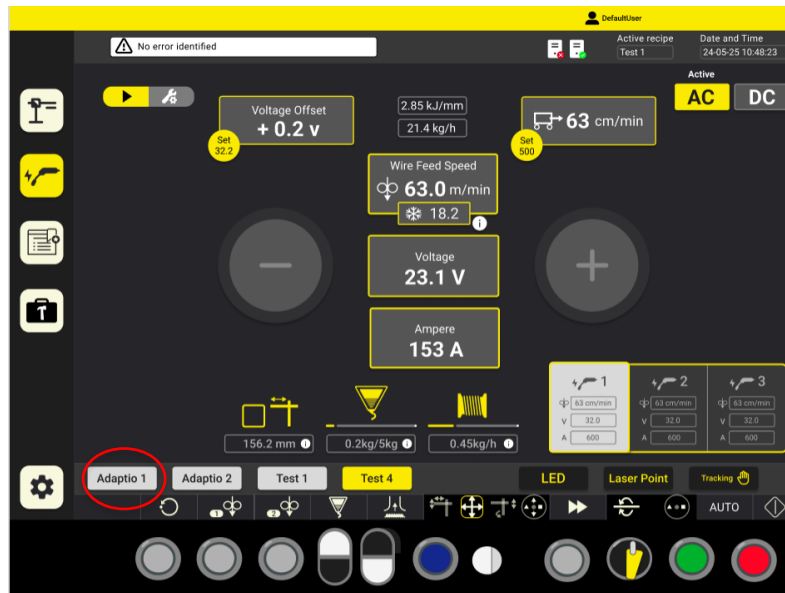 DefaultUser
No error identified
Active recipe
Test 1
Date and Time
24-05-25 10:48:23
Active
AC
DC
Voltage Offset
+ 0.2 v
Set
32.2
2.85 kJ/mm
21.4 kg/h
63 cm/min
Set
500
Wire Feed Speed
63.0 m/min
18.2
i
Voltage
23.1 V
Ampere
153 A
1
63 cm/min
V 32.0
A 600
2
63 cm/min
V 32.0
A 600
3
63 cm/min
V 32.0
A 600
156.2 mm
0.2kg/5kg
0.45kg/h
Adaptio 1
Adaptio 2
Test 1
Test 4
LED
Laser Point
Tracking
1
2
AUTO